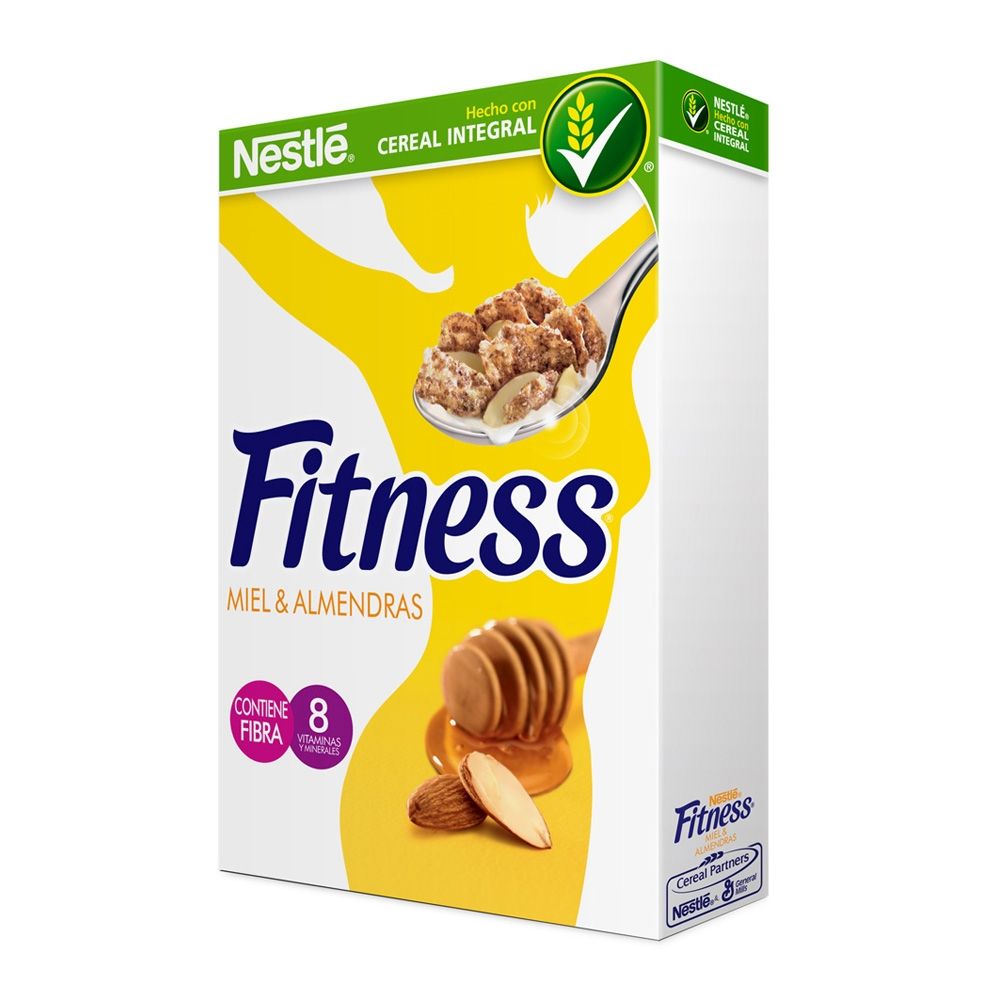 Nestlé®
Hecho con
CEREAL INTEGRAL
®
Fitness®
MIEL & ALMENDRAS
CONTIENE
FIBRA
8
VITAMINAS
Y MINERALES
NESTLÉ®
Hecho con
CEREAL
INTEGRAL
Nestlé®
Fitness®
MIEL &
ALMENDRAS
Cereal Partners
Nestlé® &
General
Mills